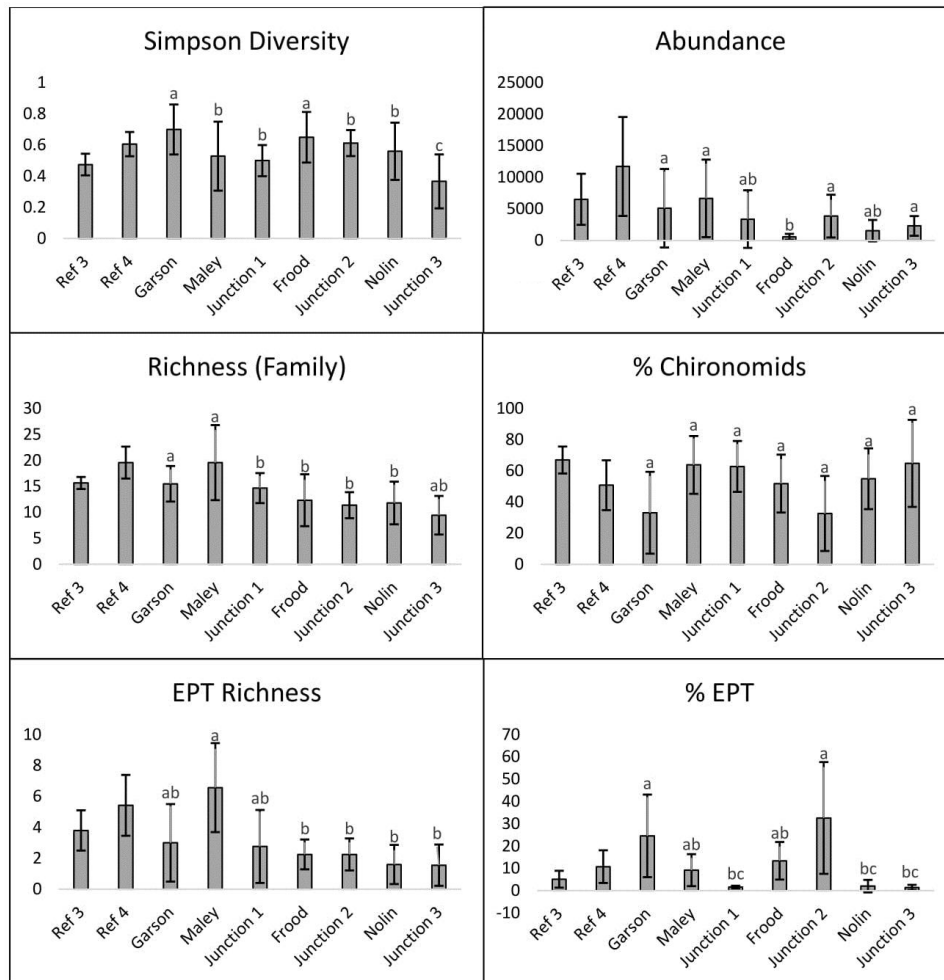 Simpson Diversity
1
0.8
0.6
0.4
0.2
0
a
b
b
a
b
b
c
Ref 3
Ref 4
Garson
Maley
Junction 1
Frood
Junction 2
Nolin
Junction 3
Abundance
25000
20000
15000
10000
5000
0
a
a
ab
b
a
ab
a
Ref 3
Ref 4
Garson
Maley
Junction 1
Frood
Junction 2
Nolin
Junction 3
Richness (Family)
30
25
20
15
10
5
0
a
a
b
b
b
b
ab
Ref 3
Ref 4
Garson
Maley
Junction 1
Frood
Junction 2
Nolin
Junction 3
% Chironomids
100
80
60
40
20
0
a
a
a
a
a
a
a
Ref 3
Ref 4
Garson
Maley
Junction 1
Frood
Junction 2
Nolin
Junction 3
EPT Richness
10
8
6
4
2
0
ab
a
ab
b
b
b
b
Ref 3
Ref 4
Garson
Maley
Junction 1
Frood
Junction 2
Nolin
Junction 3
% EPT
70
60
50
40
30
20
10
0
-10
a
ab
bc
ab
a
bc
bc
Ref 3
Ref 4
Garson
Maley
Junction 1
Frood
Junction 2
Nolin
Junction 3